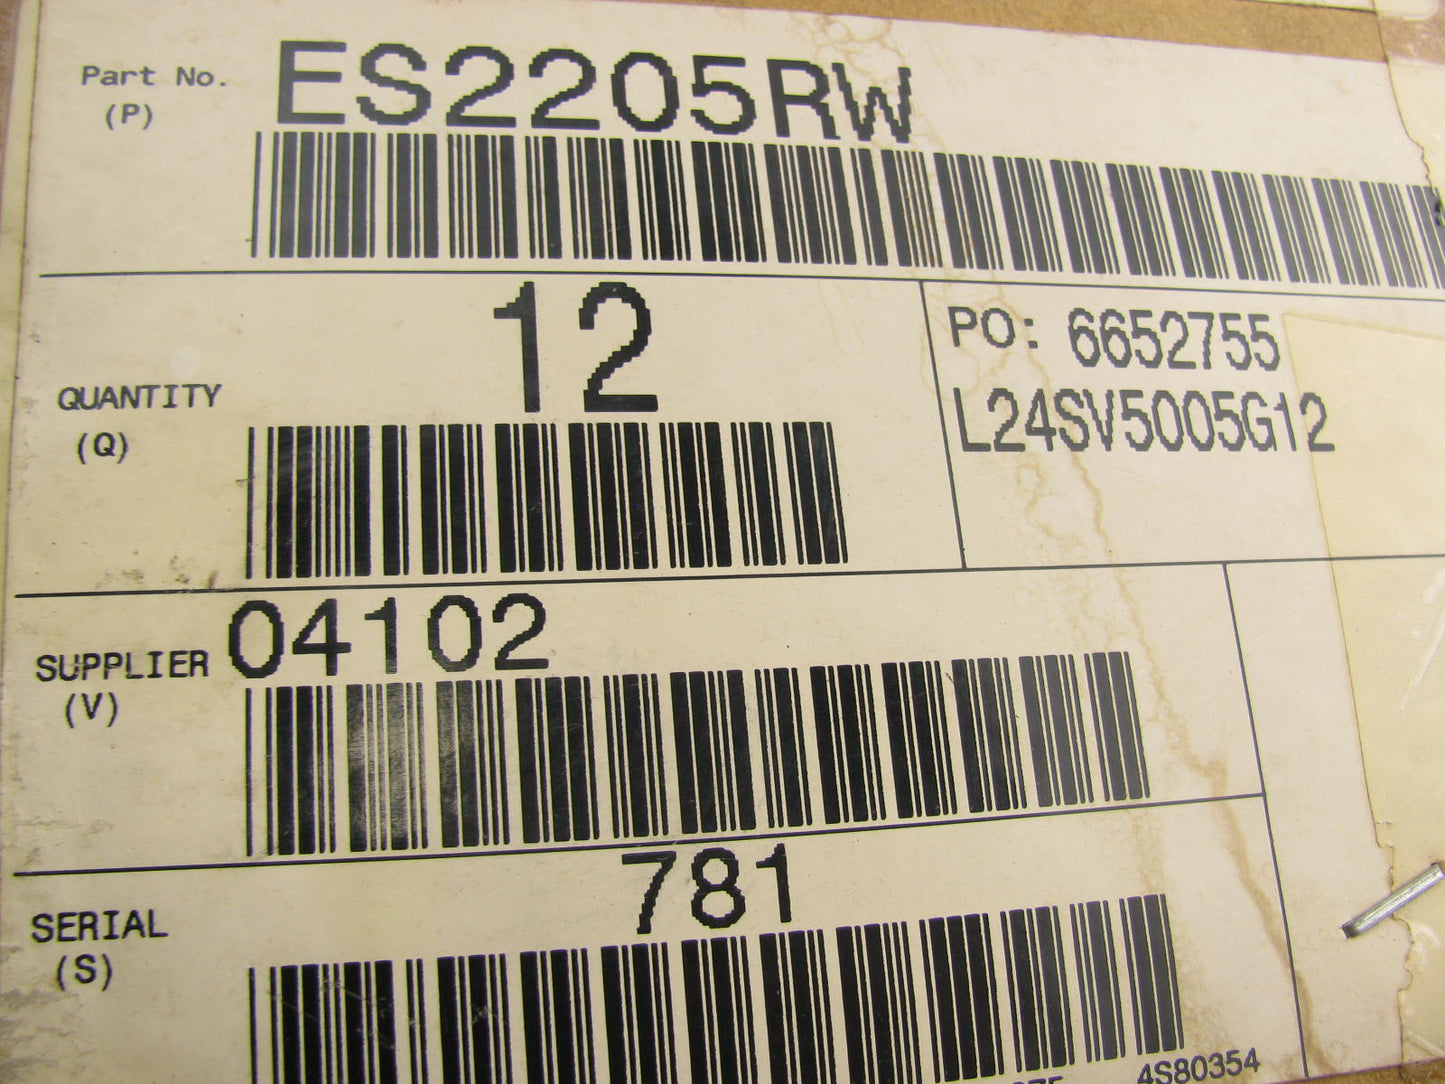 Part No. ES2205RW
(P)
QUANTITY 12
(Q)
PO: 6652755
L24SV5005G12
SUPPLIER 04102
(V)
SERIAL 781
(S)
4S80354